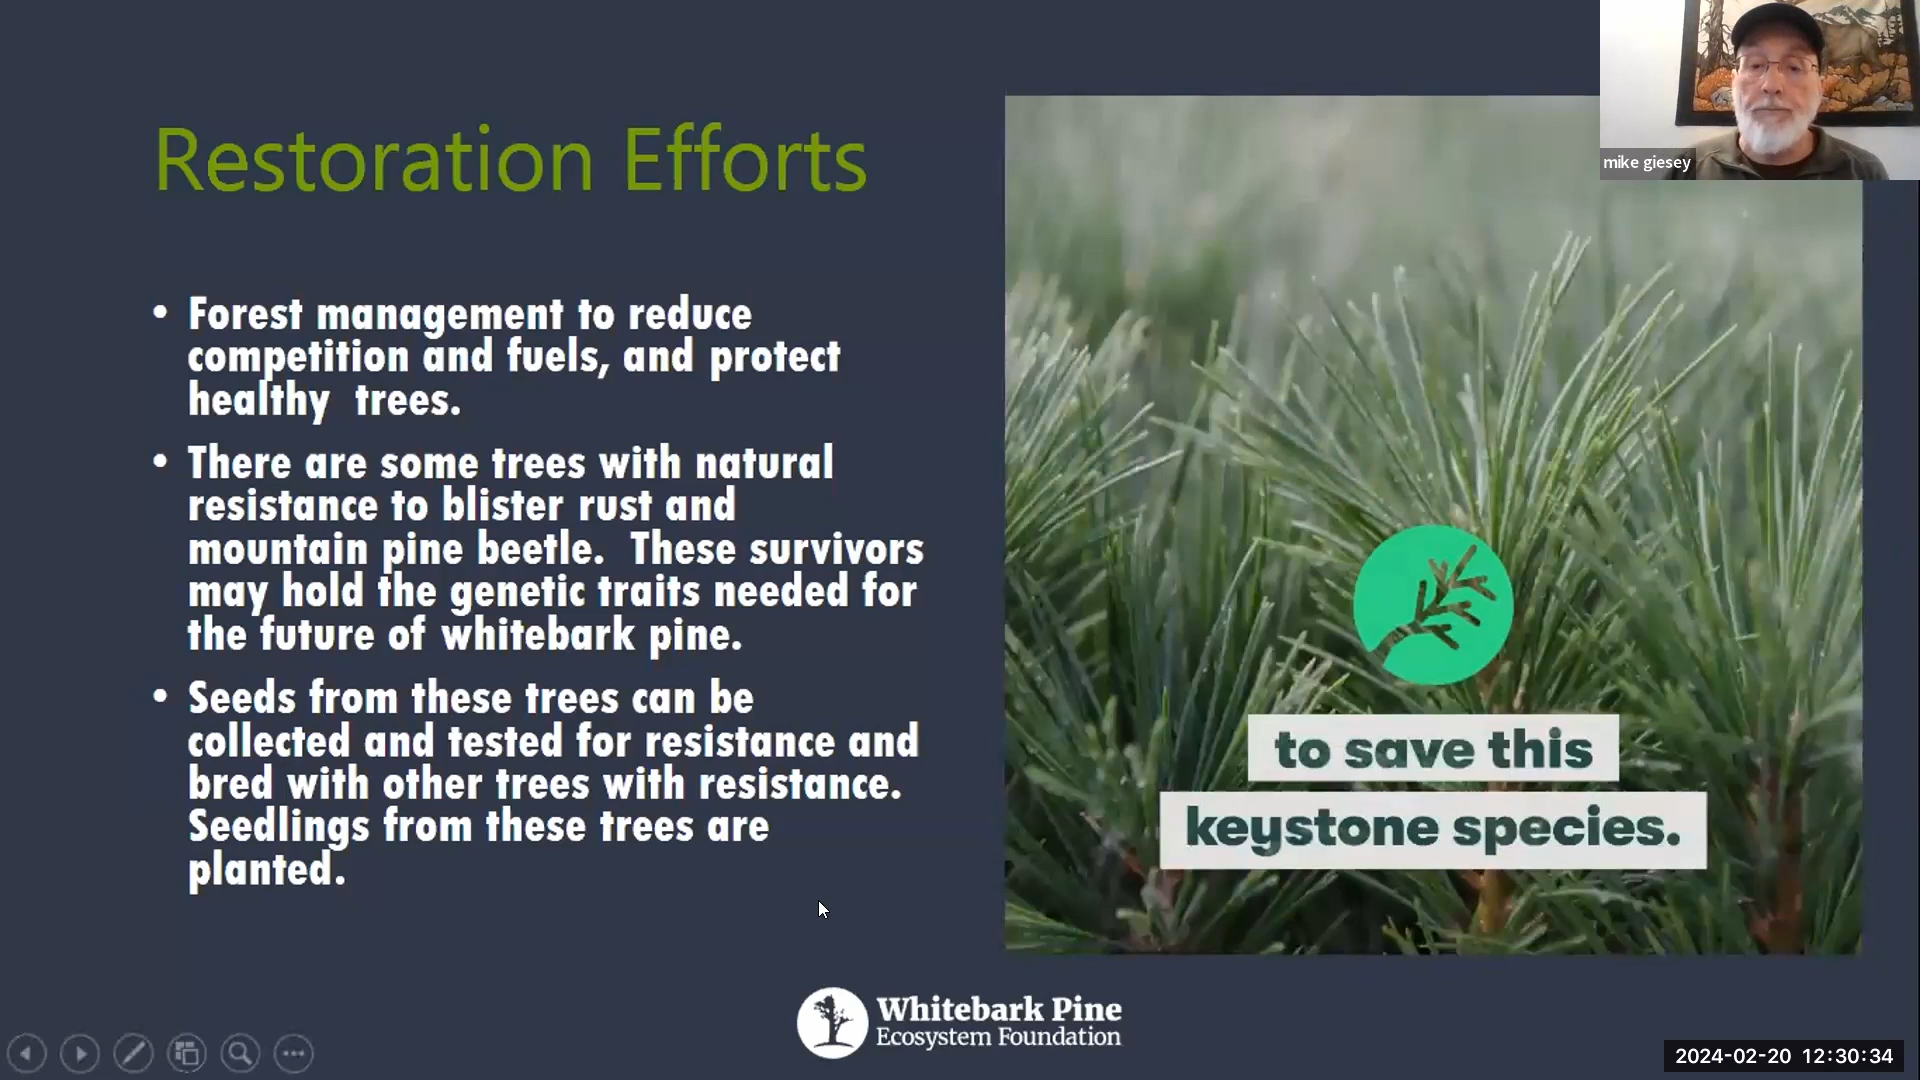 mike giesey
Restoration Efforts
• Forest management to reduce
competition and fuels, and protect
healthy trees.
• There are some trees with natural
resistance to blister rust and
mountain pine beetle. These survivors
may hold the genetic traits needed for
the future of whitebark pine.
• Seeds from these trees can be
collected and tested for resistance and
bred with other trees with resistance.
Seedlings from these trees are
planted.
to save this
keystone species.
Whitebark Pine
Ecosystem Foundation
2024-02-20 12:30:34